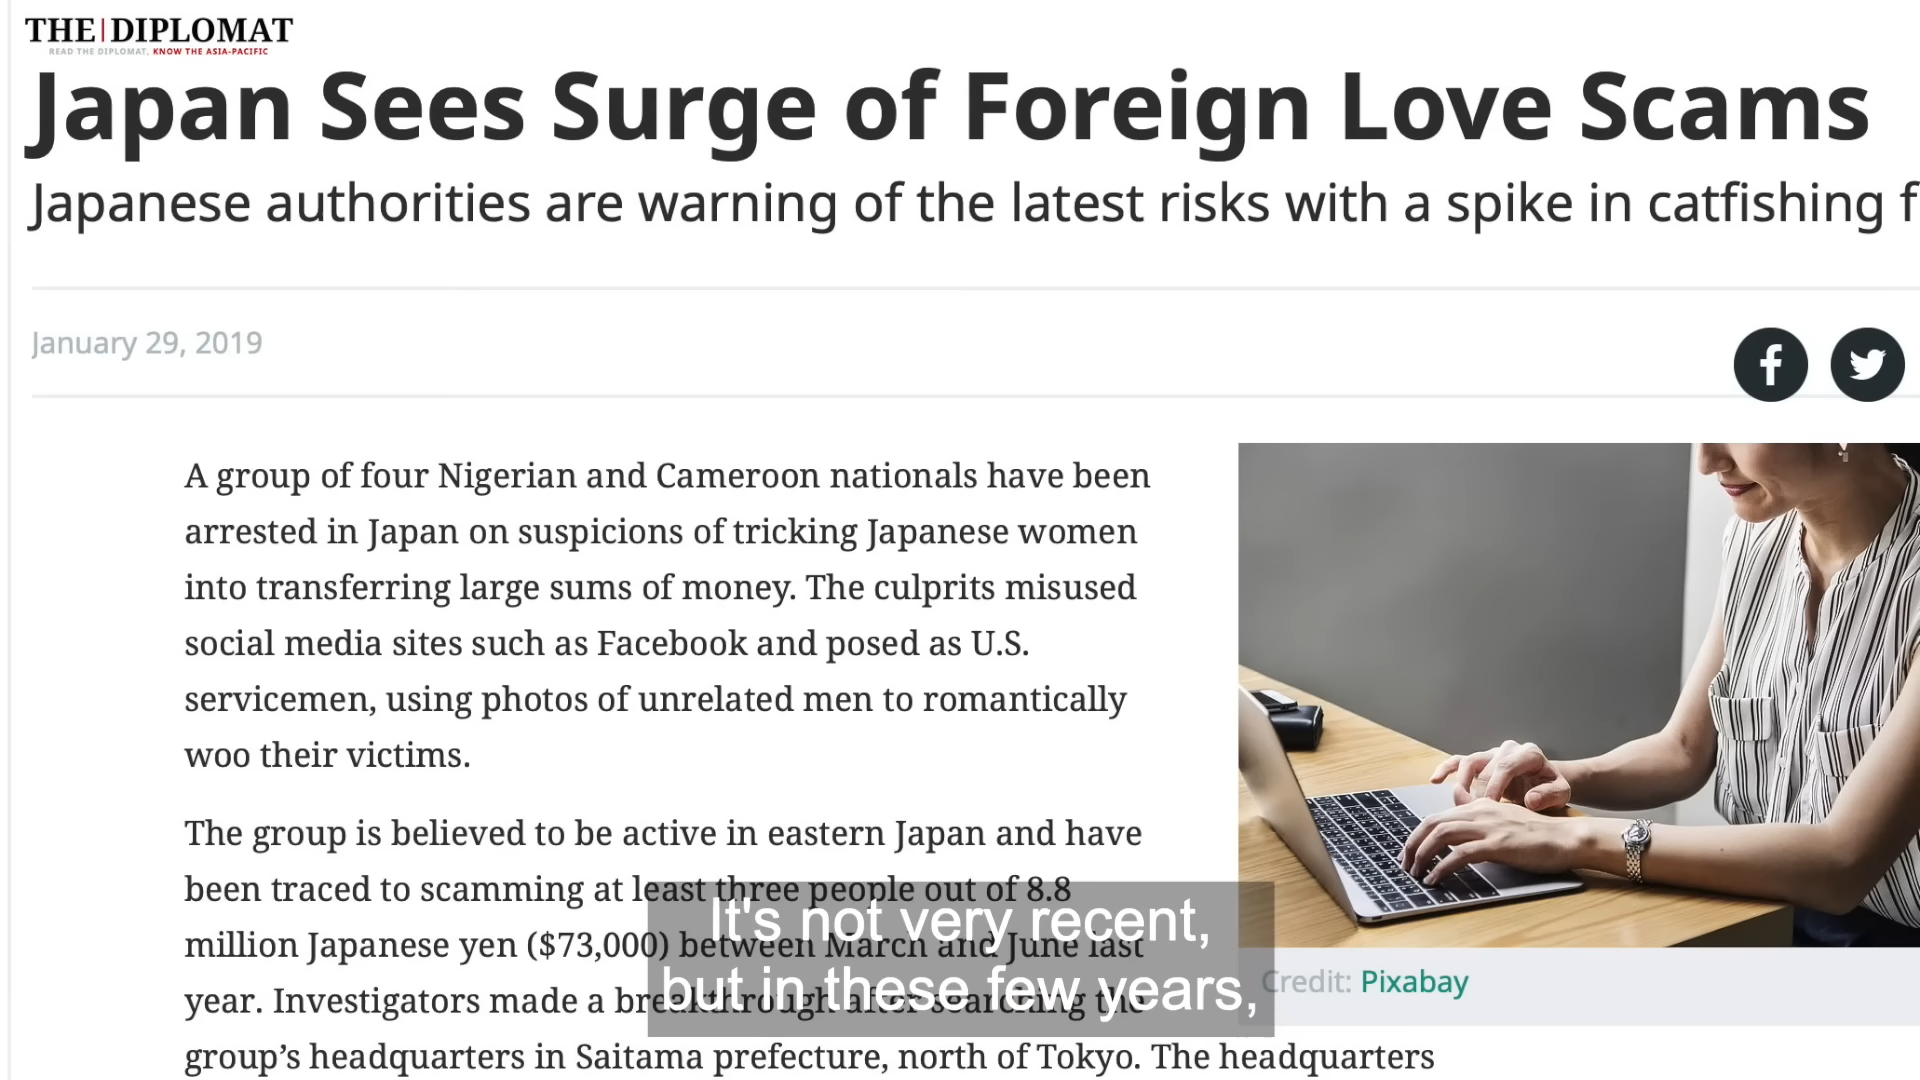 THE|DIPLOMAT
READ THE DIPLOMAT, KNOW THE ASIA-PACIFIC
Japan Sees Surge of Foreign Love Scams
Japanese authorities are warning of the latest risks with a spike in catfishing f
January 29, 2019
A group of four Nigerian and Cameroon nationals have been
arrested in Japan on suspicions of tricking Japanese women
into transferring large sums of money. The culprits misused
social media sites such as Facebook and posed as U.S.
servicemen, using photos of unrelated men to romantically
woo their victims.
The group is believed to be active in eastern Japan and have
been traced to scamming at least three people out of 8.8
million Japanese yen ($73,000) between March and June last
year. Investigators made a breakthrough after searching the
group's headquarters in Saitama prefecture, north of Tokyo. The headquarters
Credit: Pixabay
It's not very recent,
but in these few years,